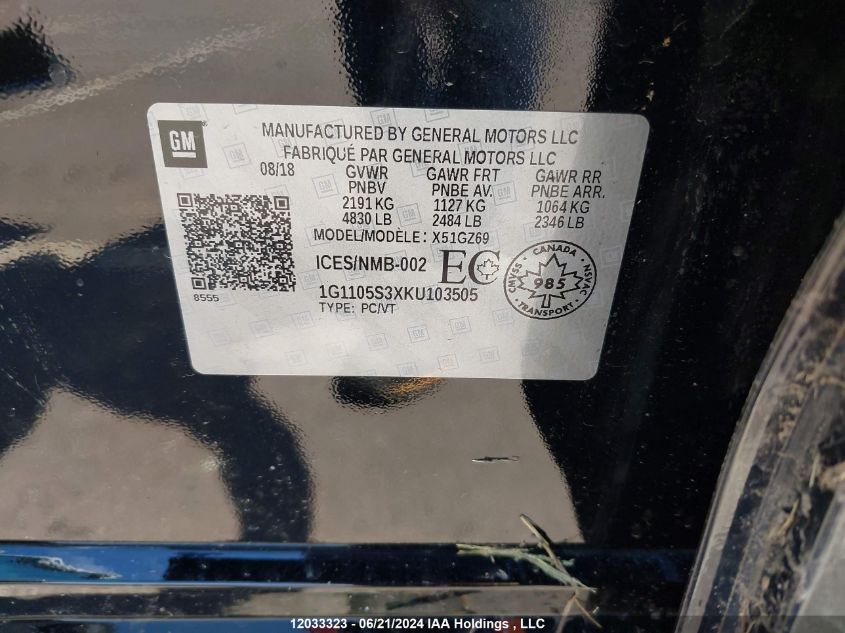 GM
MANUFACTURED BY GENERAL MOTORS LLC
FABRIQUÉ PAR GENERAL MOTORS LLC
08/18 GVWR GAWR FRT GAWR RR
PNBV PNBE AV. PNBE ARR.
2191 KG 1127 KG 1064 KG
4830 LB 2484 LB 2346 LB
MODEL/MODÈLE: X51GZ69
ICES/NMB-002 EC
CANADA
CMVSS 985 NSVAC
TRANSPORT
8555
1G1105S3XKU103505
TYPE: PC/VT
12033323 - 06/21/2024 IAA Holdings , LLC